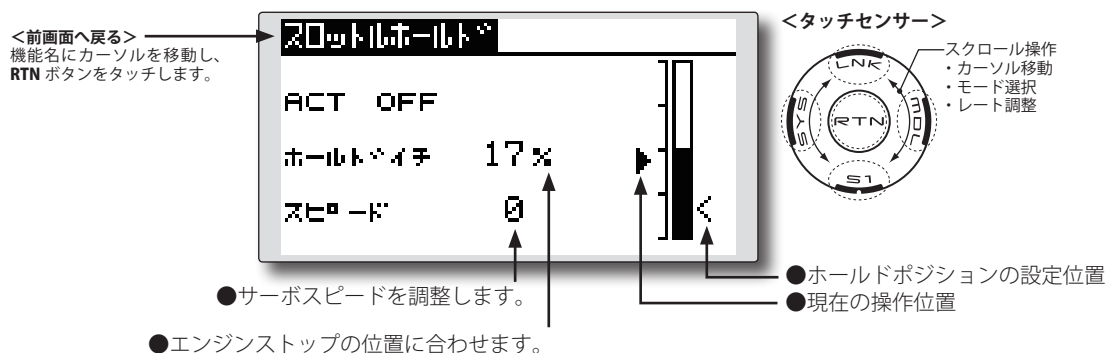 <前画面へ戻る>
機能名にカーソルを移動し、
RTN ボタンをタッチします。
スロットルホールド
ACT OFF
ホールドイチ 17%
スピード 0
<
<タッチセンサー>
スクロール操作
・カーソル移動
・モード選択
・レート調整
LNK
SYS
RTN
MDL
S1
●ホールドポジションの設定位置
●現在の操作位置
●サーボスピードを調整します。
●エンジンストップの位置に合わせます。